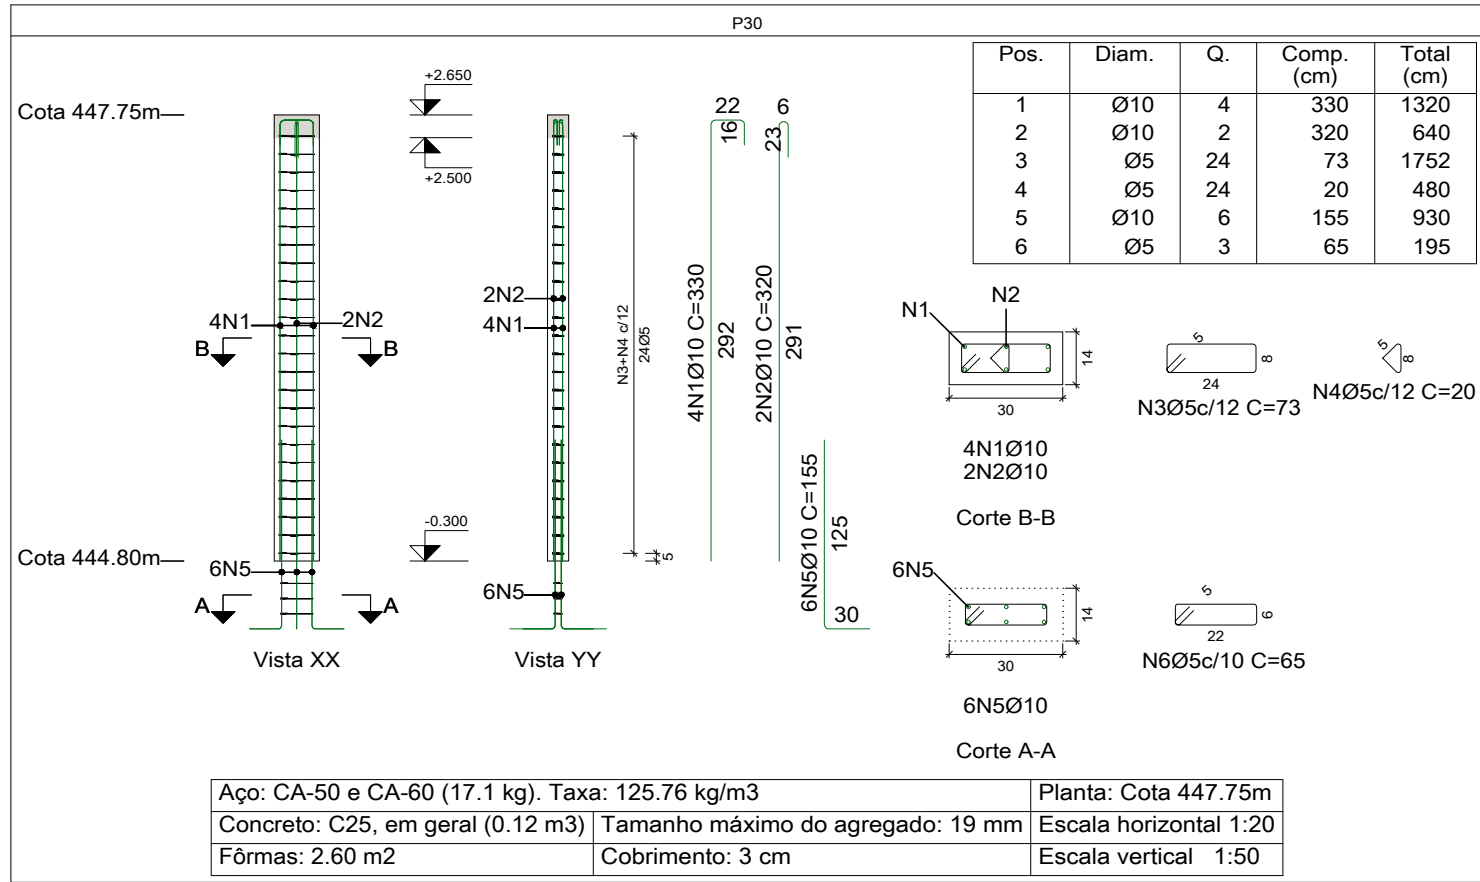 P30
Pos. Diam. Q. Comp. (cm) Total (cm)
1 Ø10 4 330 1320
2 Ø10 2 320 640
3 Ø5 24 73 1752
4 Ø5 24 20 480
5 Ø10 6 155 930
6 Ø5 3 65 195
Cota 447.75m
+2.650
+2.500
22
16
6
23
4N1
2N2
B B
2N2
4N1
N3+N4 c/12
24Ø5
4N1Ø10 C=330
292
2N2Ø10 C=320
291
N1
N2
14
30
4N1Ø10
2N2Ø10
Corte B-B
5
8
24
N3Ø5c/12 C=73
5
8
N4Ø5c/12 C=20
Cota 444.80m
-0.300
5
6N5
A A
Vista XX
6N5
Vista YY
6N5Ø10 C=155
125
30
6N5
14
30
6N5Ø10
Corte A-A
5
6
22
N6Ø5c/10 C=65
Aço: CA-50 e CA-60 (17.1 kg). Taxa: 125.76 kg/m3 Planta: Cota 447.75m
Concreto: C25, em geral (0.12 m3) Tamanho máximo do agregado: 19 mm Escala horizontal 1:20
Fôrmas: 2.60 m2 Cobrimento: 3 cm Escala vertical 1:50